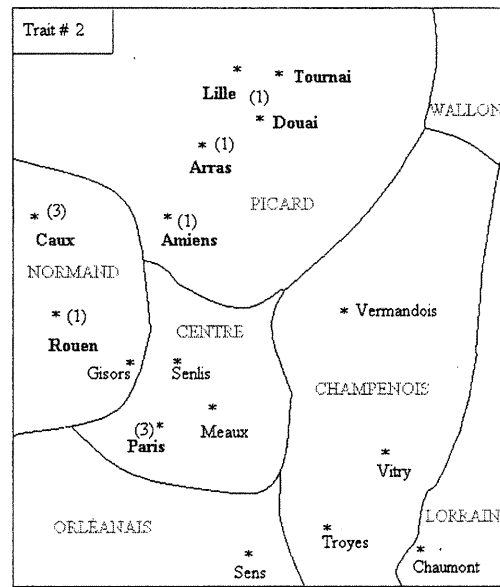 Trait # 2
Tournai
Lille
(1)
WALLON
Douai
(1)
Arras
PICARD
(3)
(1)
Caux
Amiens
NORMAND
(1)
Vermandois
CENTRE
Rouen
Gisors
Senlis
CHAMPENOIS
(3)
Meaux
Paris
Vitry
ORLÉANAIS
LORRAIN
Troyes
Chaumont
Sens